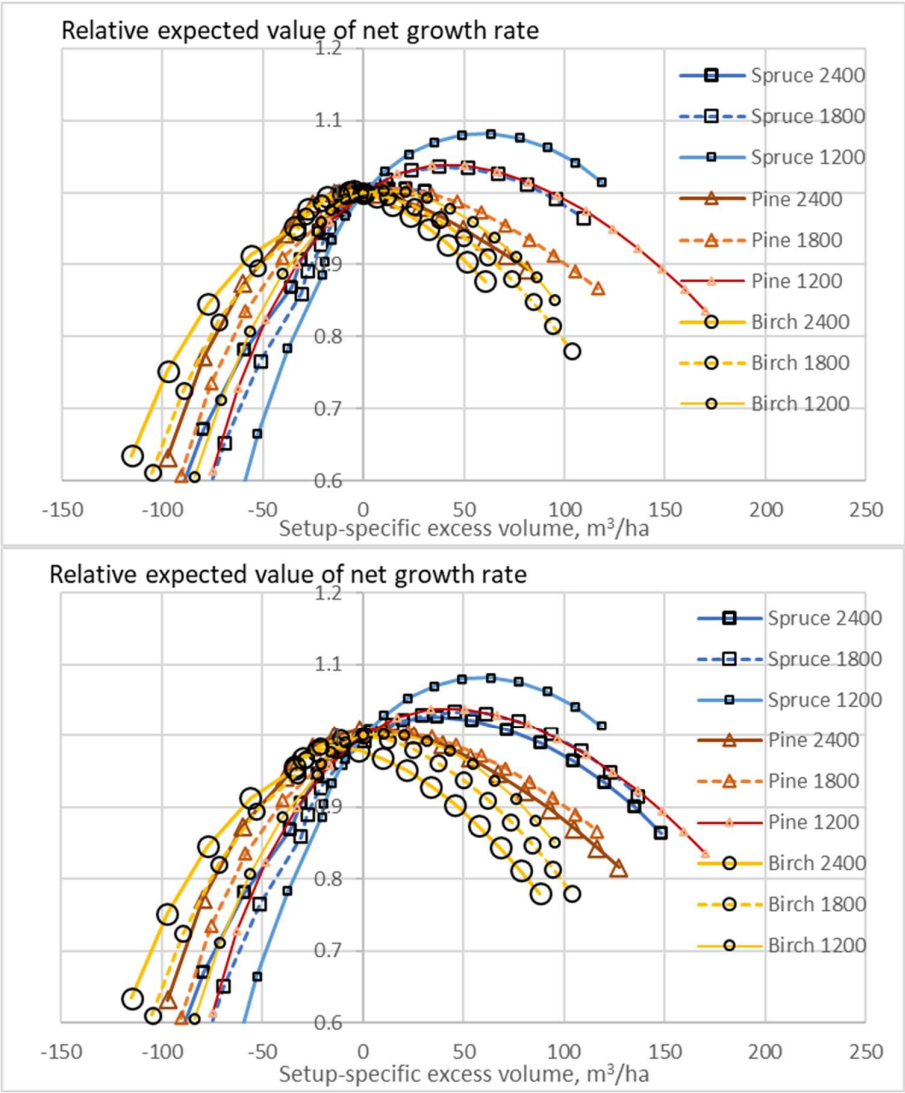 Relative expected value of net growth rate
1.2
1.1
0.9
0.8
0.7
0.6
-150 -100 -50 0 50 100 150 200 250
Setup-specific excess volume, m³/ha
Spruce 2400
Spruce 1800
Spruce 1200
Pine 2400
Pine 1800
Pine 1200
Birch 2400
Birch 1800
Birch 1200
Relative expected value of net growth rate
1.2
1.1
0.9
0.8
0.7
0.6
-150 -100 -50 0 50 100 150 200 250
Setup-specific excess volume, m³/ha
Spruce 2400
Spruce 1800
Spruce 1200
Pine 2400
Pine 1800
Pine 1200
Birch 2400
Birch 1800
Birch 1200